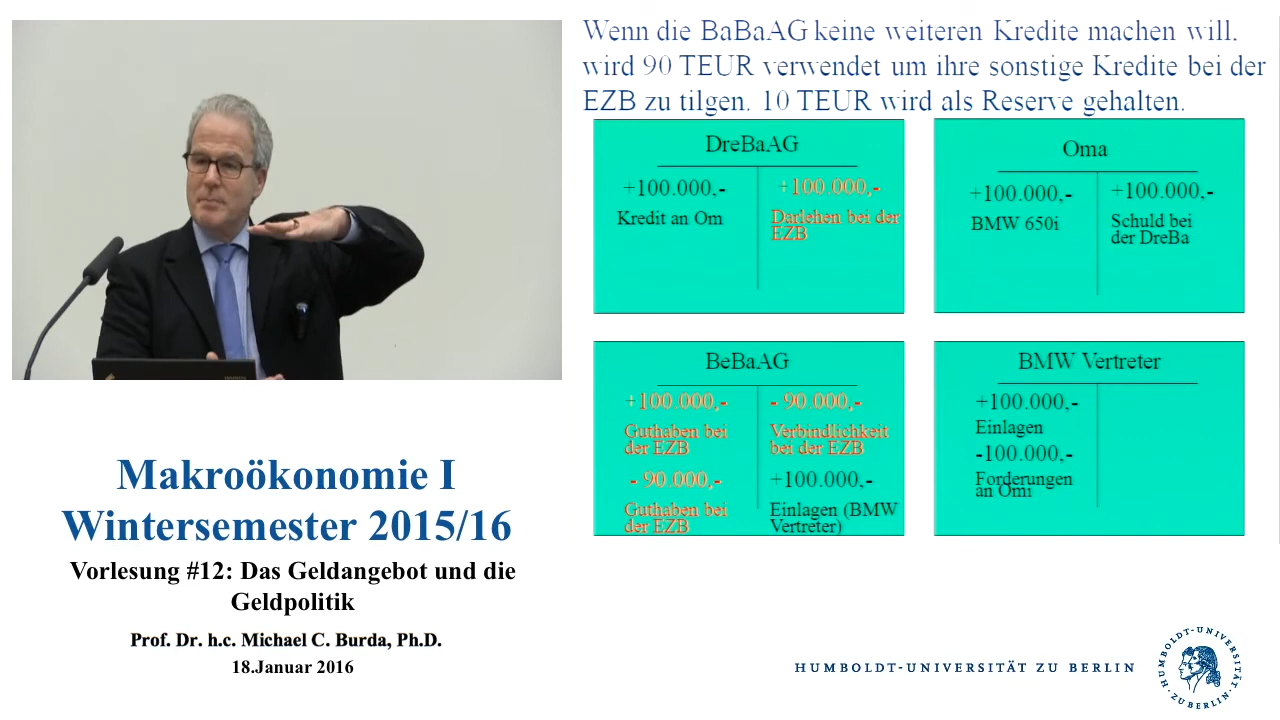 Wenn die BaBaAG keine weiteren Kredite machen will,
wird 90 TEUR verwendet um ihre sonstige Kredite bei der
EZB zu tilgen. 10 TEUR wird als Reserve gehalten.
DreBaAG
+100.000,-
Kredit an Om
+100.000,-
Darlehen bei der
EZB
Oma
+100.000,-
BMW 650i
+100.000,-
Schuld bei
der DreBa
BeBaAG
+100.000,-
Guthaben bei
der EZB
- 90.000,-
Guthaben bei
der EZB
- 90.000,-
Verbindlichkeit
bei der EZB
+100.000,-
Einlagen (BMW
Vertreter)
BMW Vertreter
+100.000,-
Einlagen
-100.000,-
Forderungen
an Omi
Makroökonomie I
Wintersemester 2015/16
Vorlesung #12: Das Geldangebot und die
Geldpolitik
Prof. Dr. h.c. Michael C. Burda, Ph.D.
18.Januar 2016
HUMBOLDT-UNIVERSITÄT ZU BERLIN
HUMBOLDT-UNIVERSITÄT ZU BERLIN